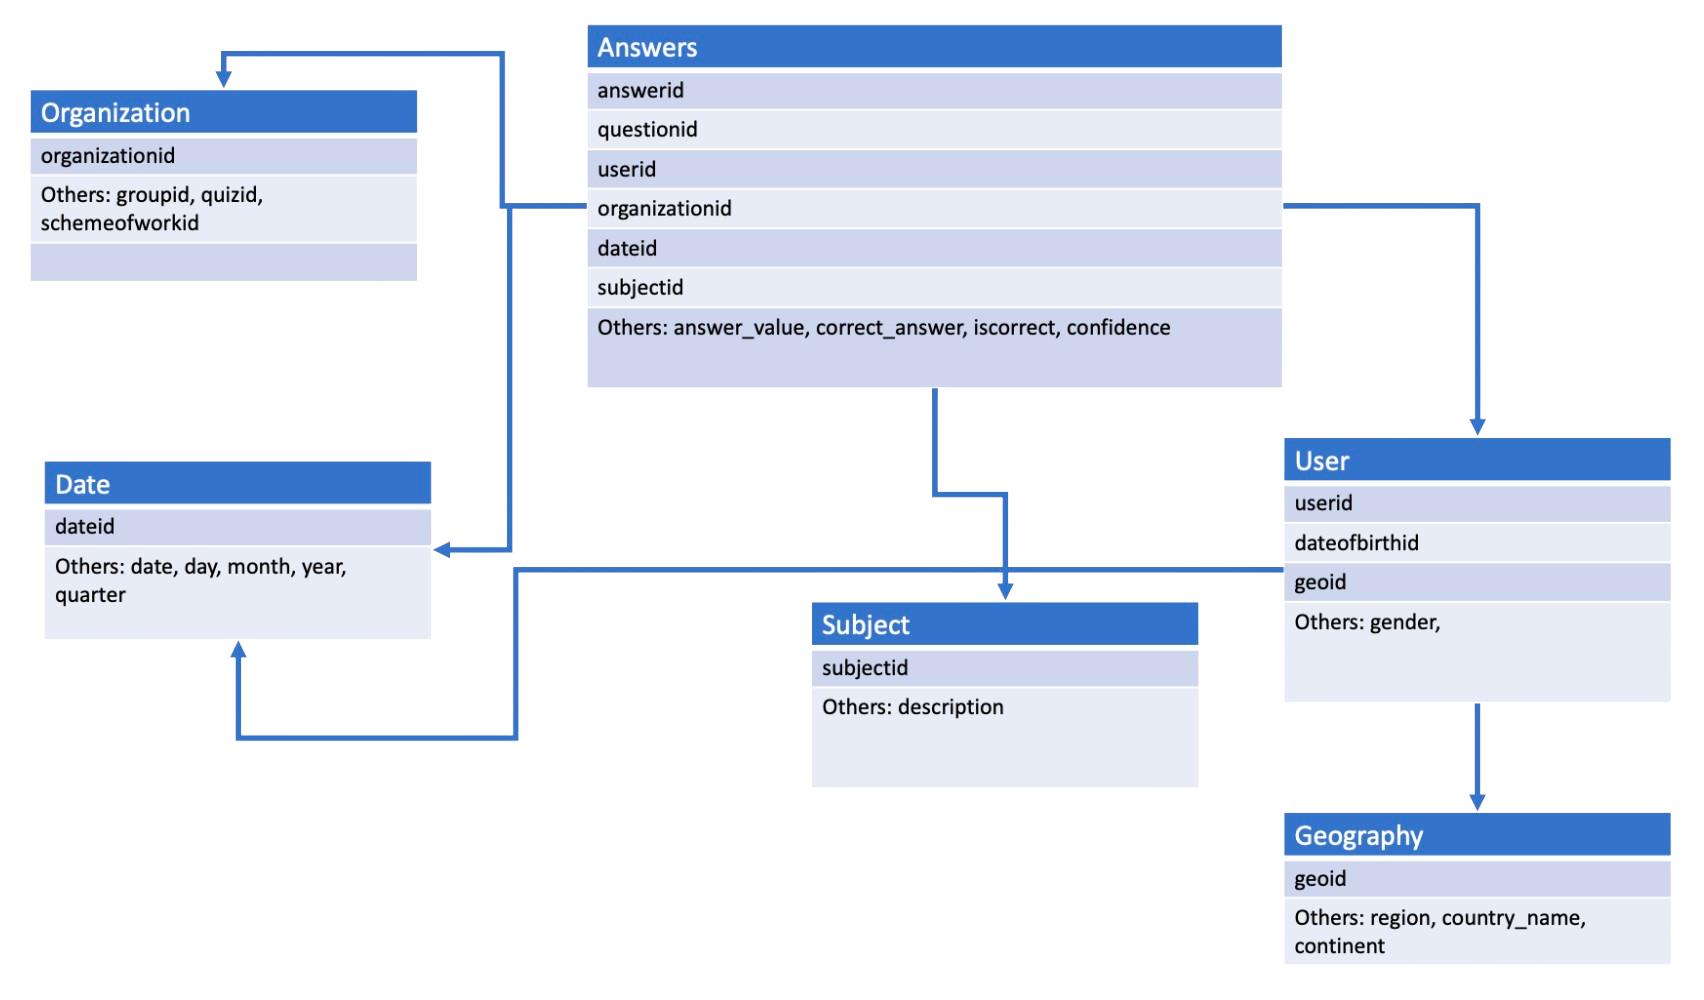 Answers
answerid
questionid
userid
organizationid
dateid
subjectid
Others: answer_value, correct_answer, iscorrect, confidence
Organization
organizationid
Others: groupid, quizid,
schemeofworkid
Date
dateid
Others: date, day, month, year,
quarter
Subject
subjectid
Others: description
User
userid
dateofbirthid
geoid
Others: gender,
Geography
geoid
Others: region, country_name,
continent